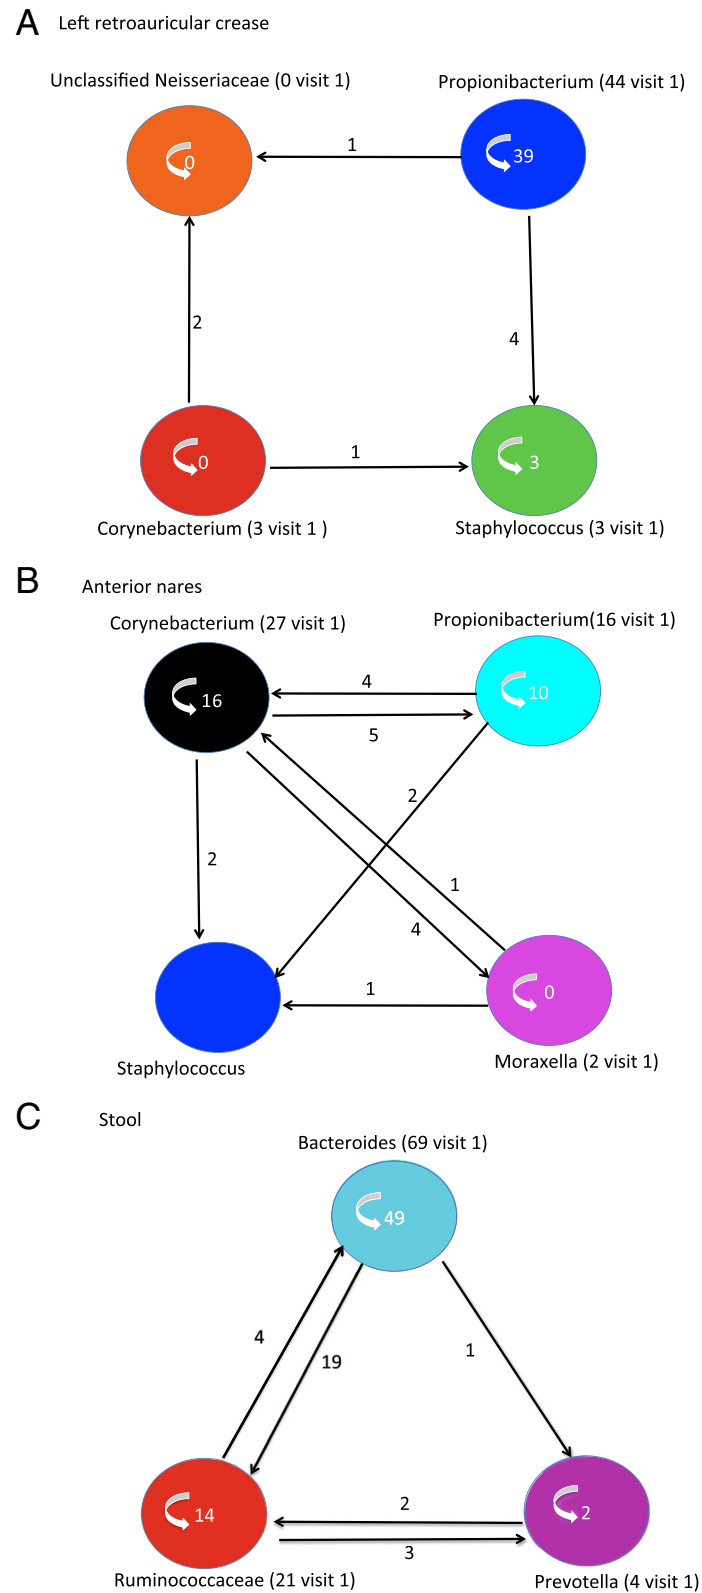 A Left retroauricular crease
Unclassified Neisseriaceae (0 visit 1)
Propionibacterium (44 visit 1)
0
1
39
2
4
0
1
3
Corynebacterium (3 visit 1 )
Staphylococcus (3 visit 1)
B Anterior nares
Corynebacterium (27 visit 1)
Propionibacterium(16 visit 1)
16
4
10
5
2
2
1
4
1
0
Staphylococcus
Moraxella (2 visit 1)
C Stool
Bacteroides (69 visit 1)
49
4
19
1
14
2
2
3
Ruminococcaceae (21 visit 1)
Prevotella (4 visit 1)